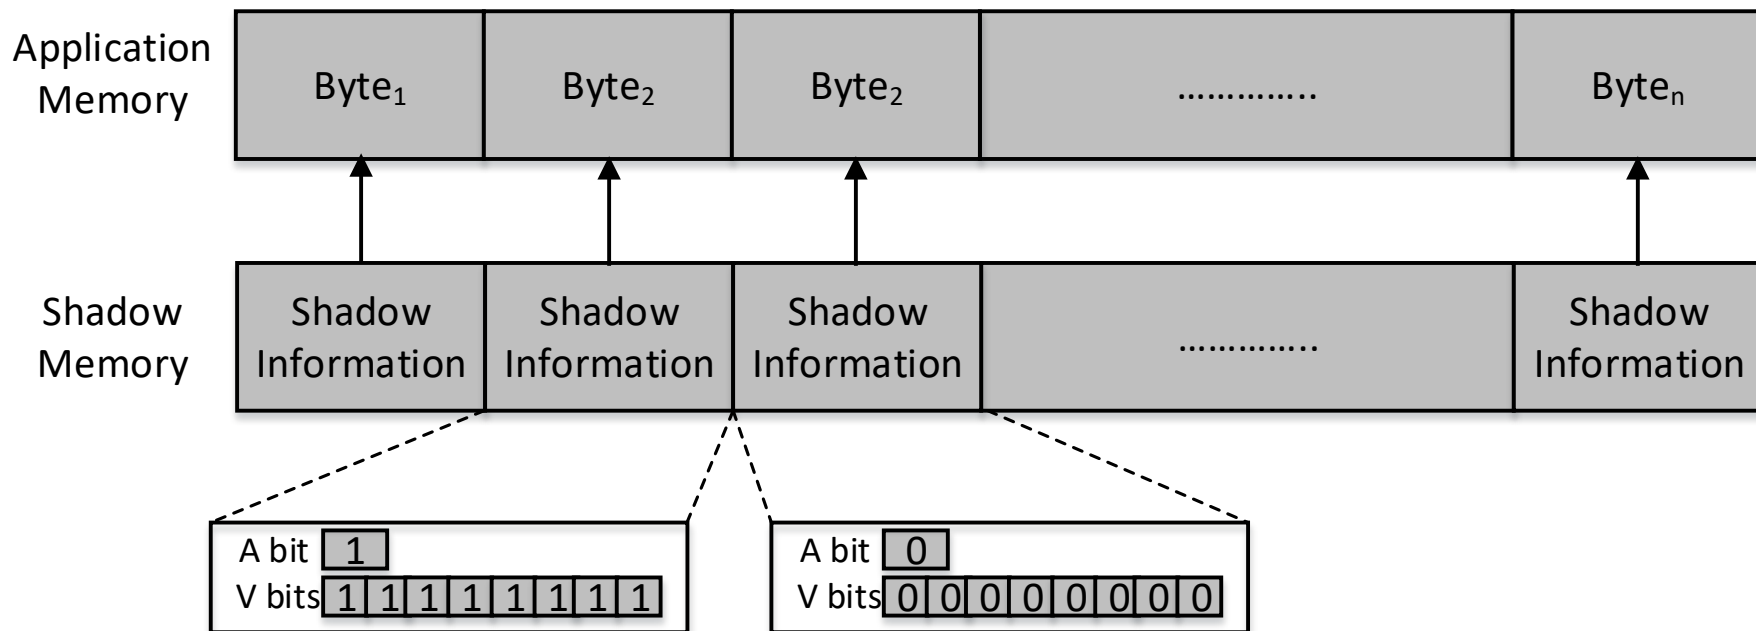 Application
Memory
Byte₁ Byte₂ Byte₂ ………….. Byteₙ
Shadow
Memory
Shadow Shadow Shadow ………….. Shadow
Information Information Information Information
A bit 1 A bit 0
V bits 1 1 1 1 1 1 1 1 V bits 0 0 0 0 0 0 0 0